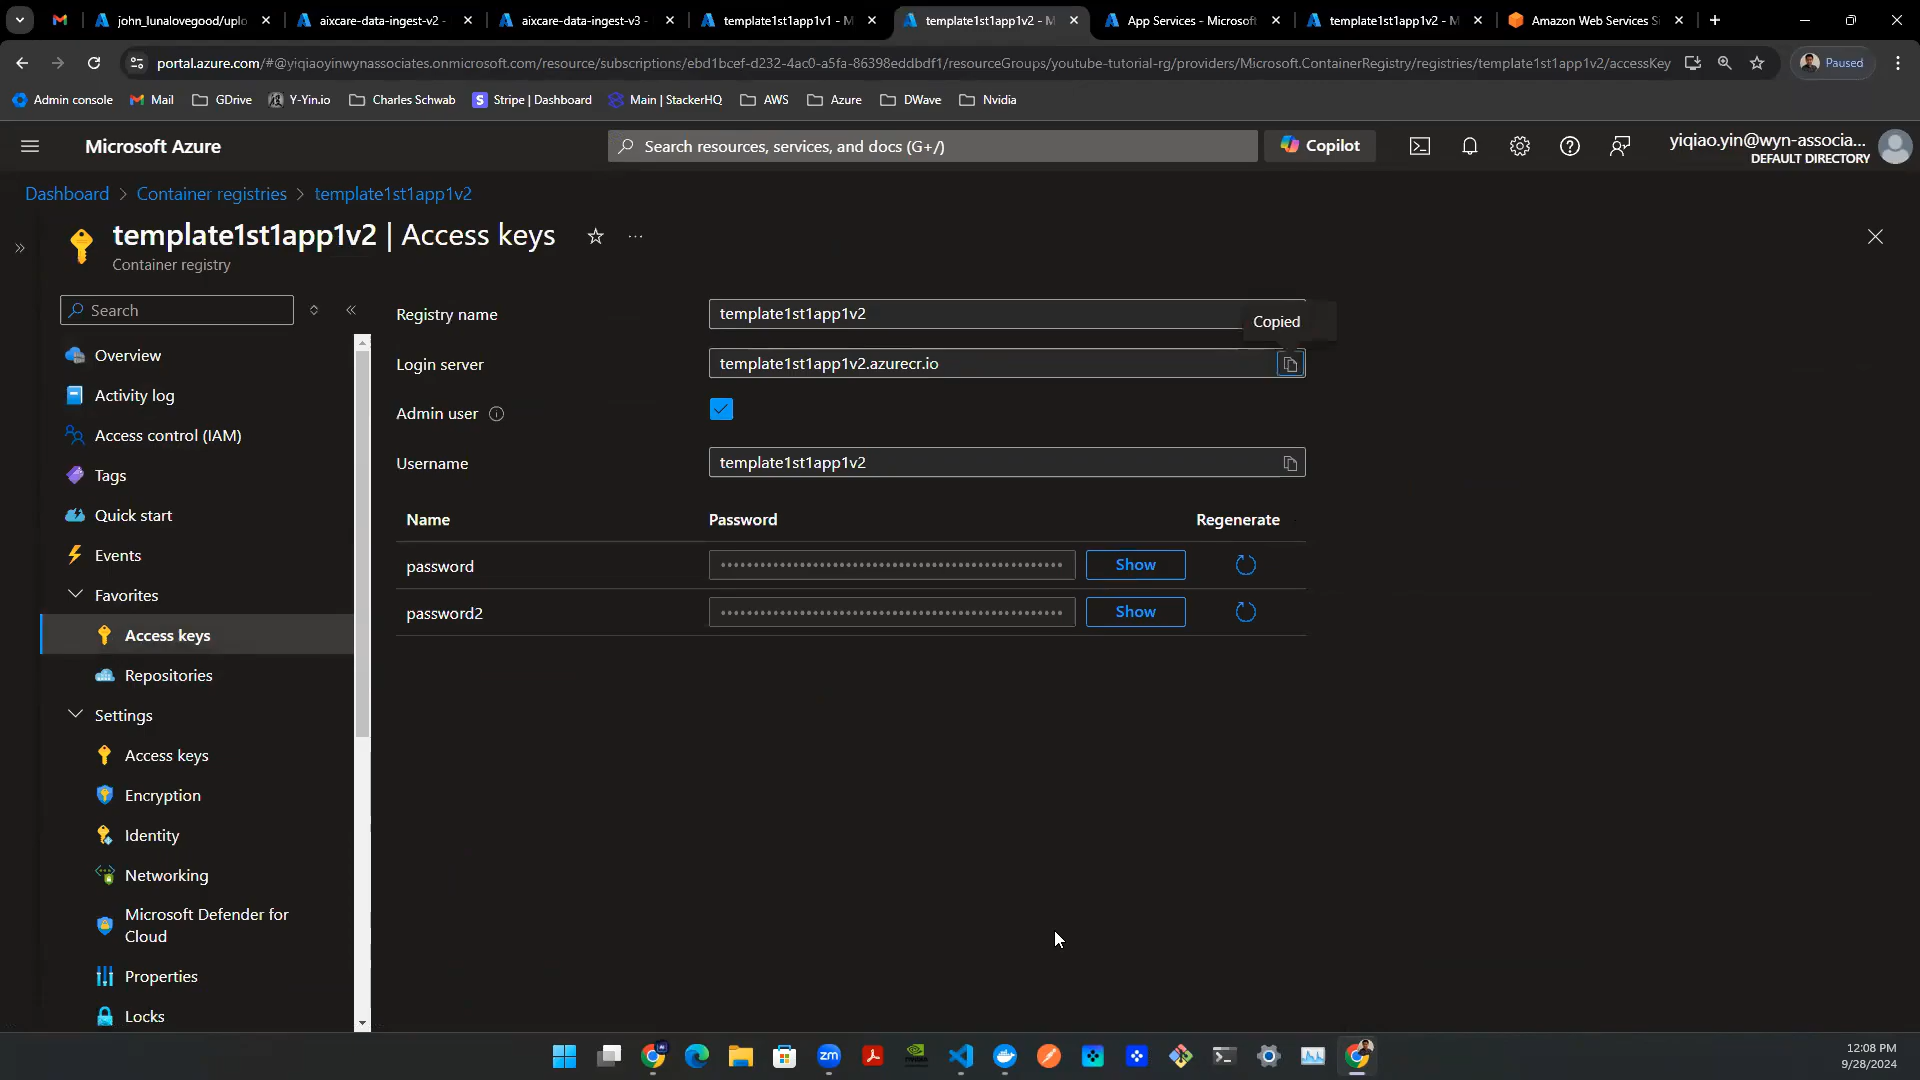 john_lunalovegood/uplo
aixcare-data-ingest-v2 -
aixcare-data-ingest-v3 -
template1st1app1v1 - M
template1st1app1v2 - M
App Services - Microsoft
template1st1app1v2 - M
Amazon Web Services Si
portal.azure.com/#@yiqiaoyinwynassociates.onmicrosoft.com/resource/subscriptions/ebd1bcef-d232-4ac0-a5fa-86398eddbdf1/resourceGroups/youtube-tutorial-rg/providers/Microsoft.ContainerRegistry/registries/template1st1app1v2/accessKey
Paused
Admin console
Mail
GDrive
Y-Yin.io
Charles Schwab
Stripe | Dashboard
Main | StackerHQ
AWS
Azure
DWave
Nvidia
Microsoft Azure
Search resources, services, and docs (G+/)
Copilot
yiqiao.yin@wyn-associa...
DEFAULT DIRECTORY
Dashboard > Container registries > template1st1app1v2
template1st1app1v2 | Access keys
Container registry
Search
Overview
Activity log
Access control (IAM)
Tags
Quick start
Events
Favorites
Access keys
Repositories
Settings
Access keys
Encryption
Identity
Networking
Microsoft Defender for
Cloud
Properties
Locks
Registry name
template1st1app1v2
Copied
Login server
template1st1app1v2.azurecr.io
Admin user
Username
template1st1app1v2
Name
Password
Regenerate
password
Show
password2
Show
zm
12:08 PM
9/28/2024